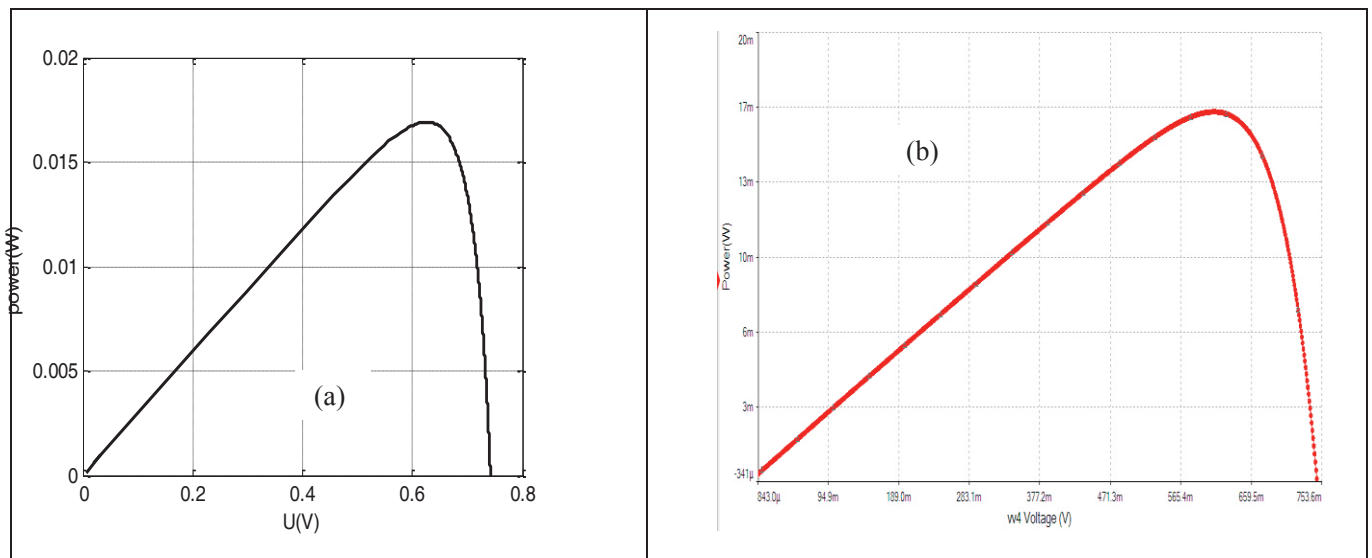 0.02
0.015
0.01
0.005
0
power(W)
(a)
0
0.2
0.4
0.6
0.8
U(V)
20m
17m
13m
10m
6m
3m
-341µ
Power(W)
(b)
843.0µ
94.9m
189.0m
283.1m
377.2m
471.3m
565.4m
659.5m
753.6m
vv4 Voltage (V)